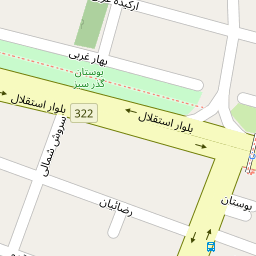 ارکیده غربی
بهار غربی
بوستان
گذر سبز
بلوار استقلال
322
بلوار استقلال
سروش شمالی
رضائیان
بوستان